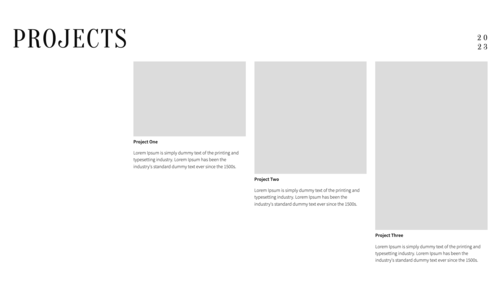 PROJECTS
20
23
Project One
Lorem Ipsum is simply dummy text of the printing and
typesetting industry. Lorem Ipsum has been the
industry's standard dummy text ever since the 1500s.
Project Two
Lorem Ipsum is simply dummy text of the printing and
typesetting industry. Lorem Ipsum has been the
industry's standard dummy text ever since the 1500s.
Project Three
Lorem Ipsum is simply dummy text of the printing and
typesetting industry. Lorem Ipsum has been the
industry's standard dummy text ever since the 1500s.